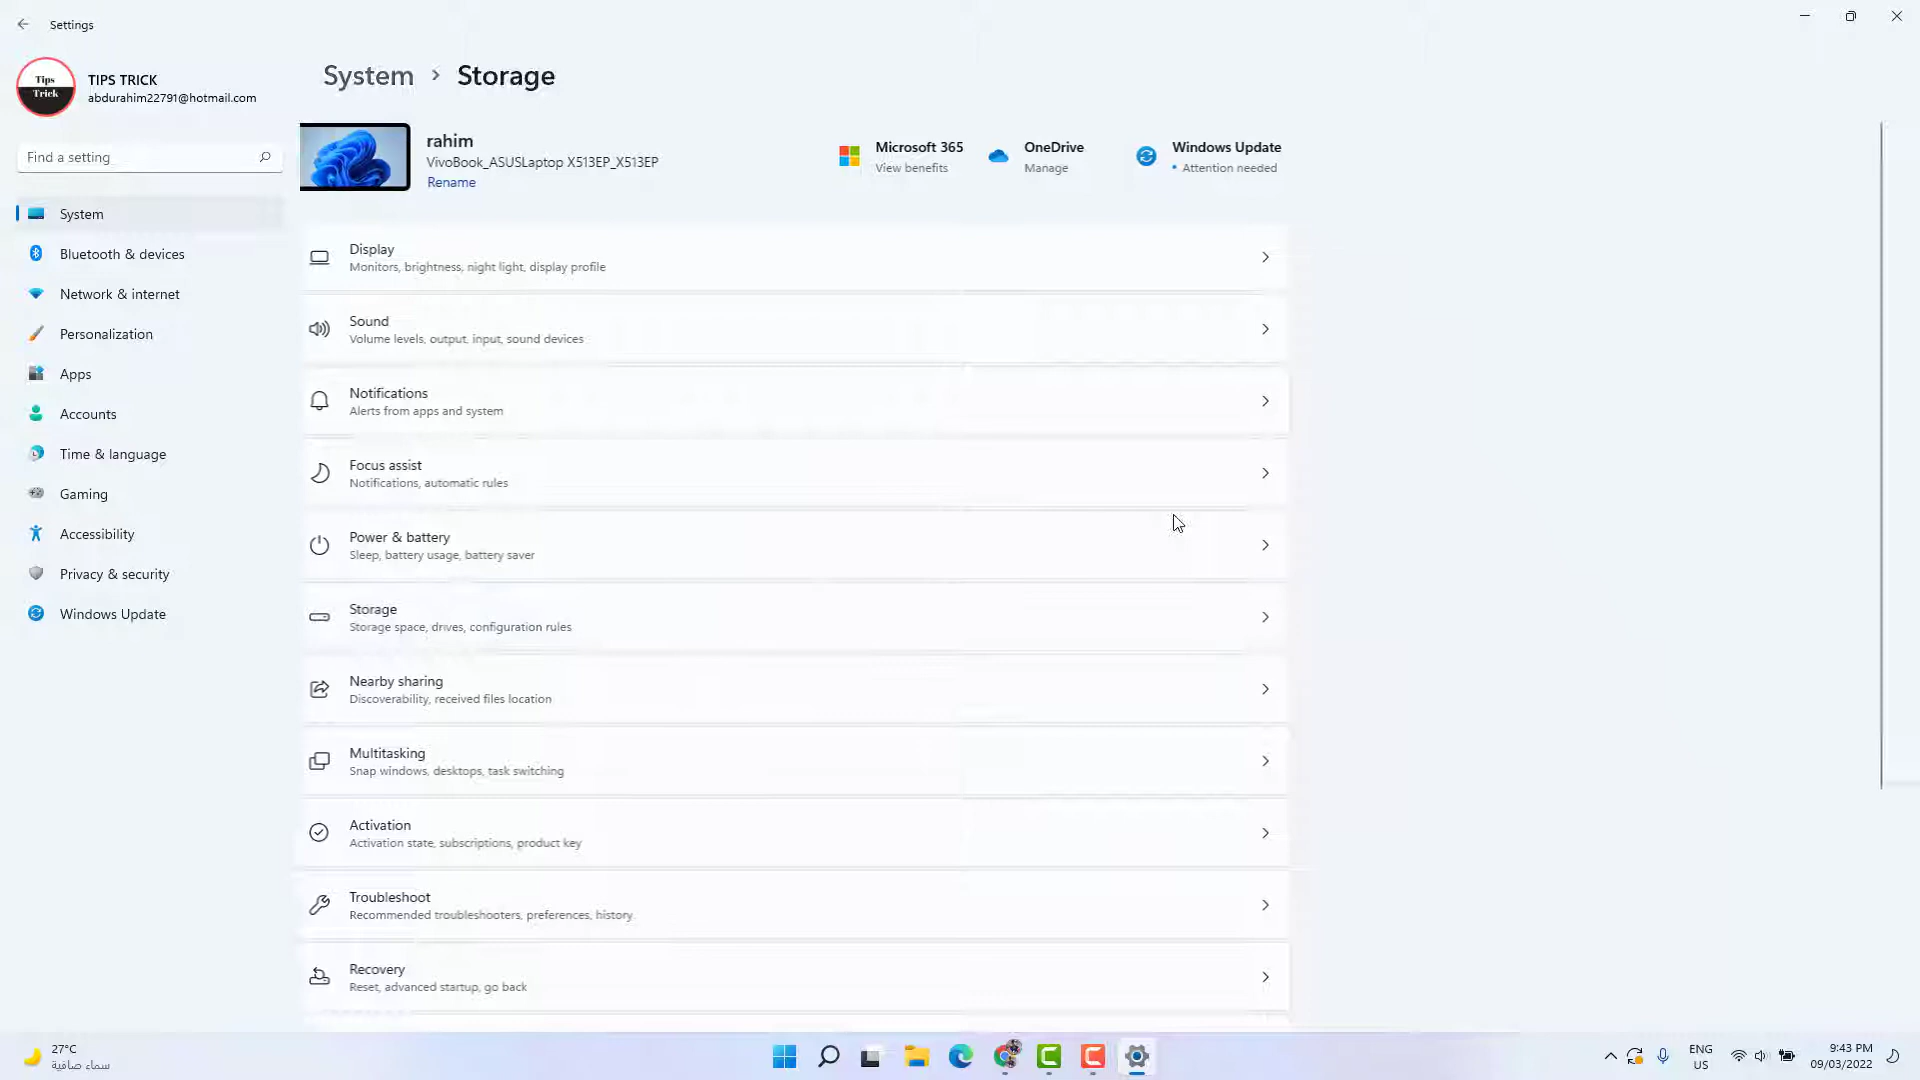 Settings
Tips
Trick
TIPS TRICK
abdurahim22791@hotmail.com
Find a setting
System
Bluetooth & devices
Network & internet
Personalization
Apps
Accounts
Time & language
Gaming
Accessibility
Privacy & security
Windows Update
System > Storage
rahim
VivoBook_ASUSLaptop X513EP_X513EP
Rename
Microsoft 365
View benefits
OneDrive
Manage
Windows Update
• Attention needed
Display
Monitors, brightness, night light, display profile
Sound
Volume levels, output, input, sound devices
Notifications
Alerts from apps and system
Focus assist
Notifications, automatic rules
Power & battery
Sleep, battery usage, battery saver
Storage
Storage space, drives, configuration rules
Nearby sharing
Discoverability, received files location
Multitasking
Snap windows, desktops, task switching
Activation
Activation state, subscriptions, product key
Troubleshoot
Recommended troubleshooters, preferences, history
Recovery
Reset, advanced startup, go back
27°C
سماء صافية
ENG
US
9:43 PM
09/03/2022